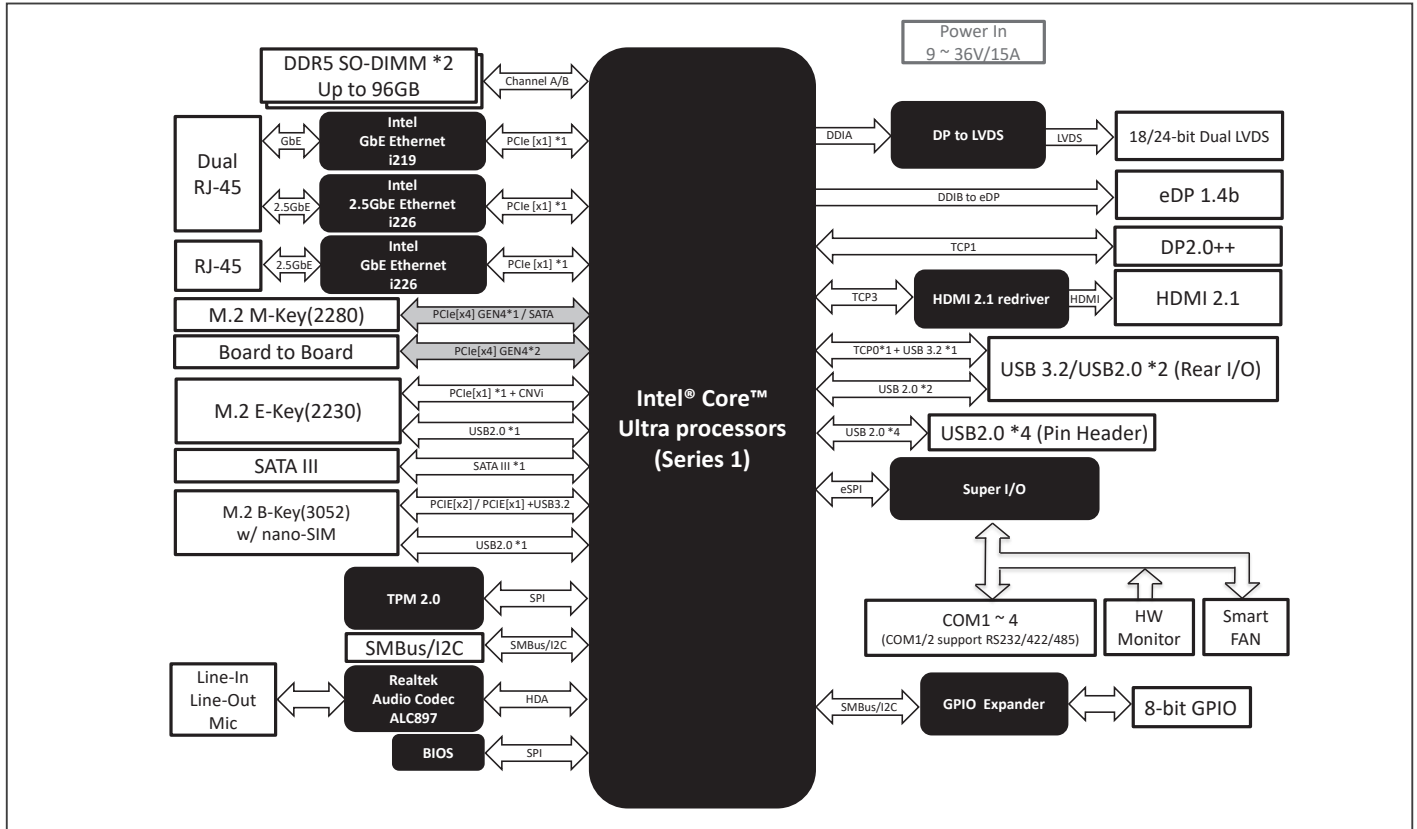 Power In
9 ~ 36V/15A
DDR5 SO-DIMM *2
Up to 96GB
Channel A/B
Dual
RJ-45
GbE
Intel
GbE Ethernet
i219
PCIe [x1] *1
2.5GbE
Intel
2.5GbE Ethernet
i226
PCIe [x1] *1
RJ-45
2.5GbE
Intel
GbE Ethernet
i226
PCIe [x1] *1
M.2 M-Key(2280)
PCIe[x4] GEN4*1 / SATA
Board to Board
PCIe[x4] GEN4*2
M.2 E-Key(2230)
PCIe[x1] *1 + CNVi
USB2.0 *1
SATA III
SATA III *1
M.2 B-Key(3052)
w/ nano-SIM
PCIE[x2] / PCIE[x1] +USB3.2
USB2.0 *1
TPM 2.0
SPI
SMBus/I2C
SMBus/I2C
Line-In
Line-Out
Mic
Realtek
Audio Codec
ALC897
HDA
BIOS
SPI
Intel® Core™
Ultra processors
(Series 1)
DDIA
DP to LVDS
LVDS
18/24-bit Dual LVDS
DDIB to eDP
eDP 1.4b
TCP1
DP2.0++
TCP3
HDMI 2.1 redriver
HDMI
HDMI 2.1
TCP0*1 + USB 3.2 *1
USB 2.0 *2
USB 3.2/USB2.0 *2 (Rear I/O)
USB 2.0 *4
USB2.0 *4 (Pin Header)
eSPI
Super I/O
COM1 ~ 4
(COM1/2 support RS232/422/485)
HW
Monitor
Smart
FAN
SMBus/I2C
GPIO Expander
8-bit GPIO